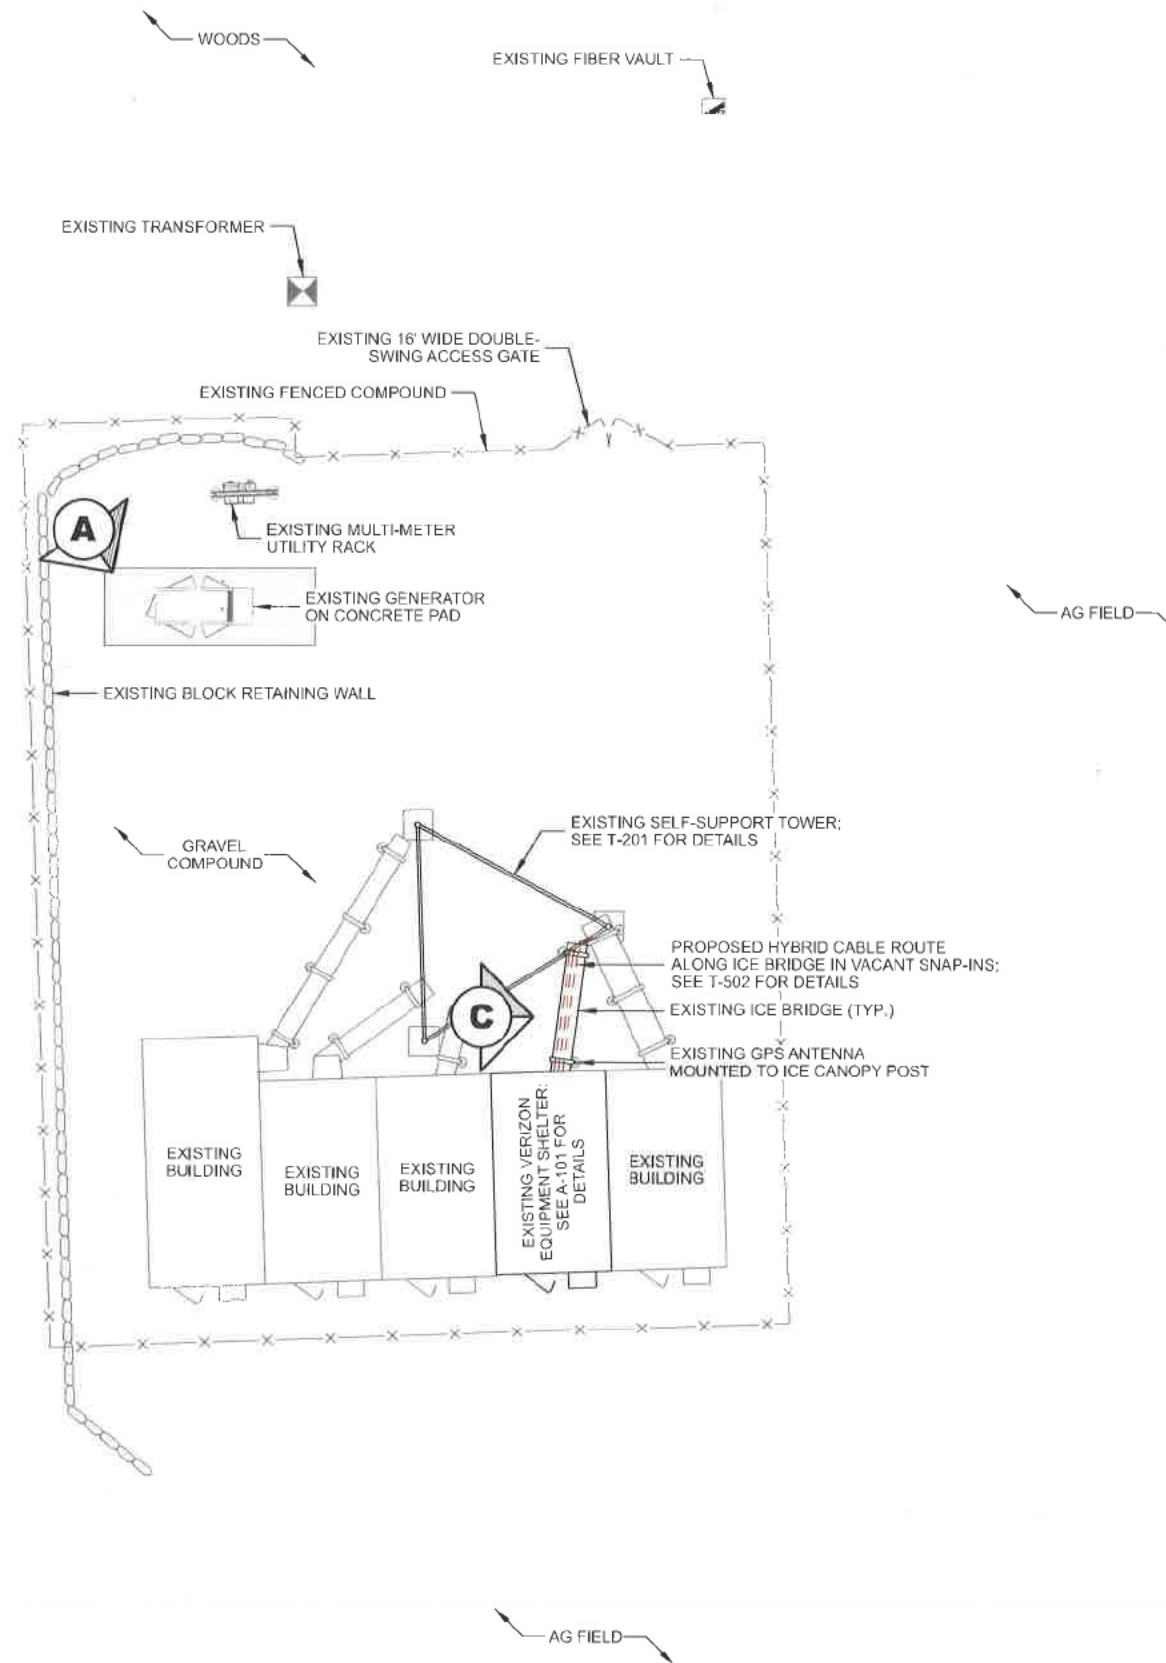 WOODS
EXISTING FIBER VAULT
EXISTING TRANSFORMER
EXISTING 16' WIDE DOUBLE-
SWING ACCESS GATE
EXISTING FENCED COMPOUND
A
EXISTING MULTI-METER
UTILITY RACK
EXISTING GENERATOR
ON CONCRETE PAD
AG FIELD
EXISTING BLOCK RETAINING WALL
EXISTING SELF-SUPPORT TOWER;
SEE T-201 FOR DETAILS
GRAVEL
COMPOUND
PROPOSED HYBRID CABLE ROUTE
ALONG ICE BRIDGE IN VACANT SNAP-INS;
SEE T-502 FOR DETAILS
C
EXISTING ICE BRIDGE (TYP.)
EXISTING GPS ANTENNA
MOUNTED TO ICE CANOPY POST
EXISTING
BUILDING
EXISTING
BUILDING
EXISTING
BUILDING
EXISTING VERIZON
EQUIPMENT SHELTER:
SEE A-101 FOR
DETAILS
EXISTING
BUILDING
AG FIELD